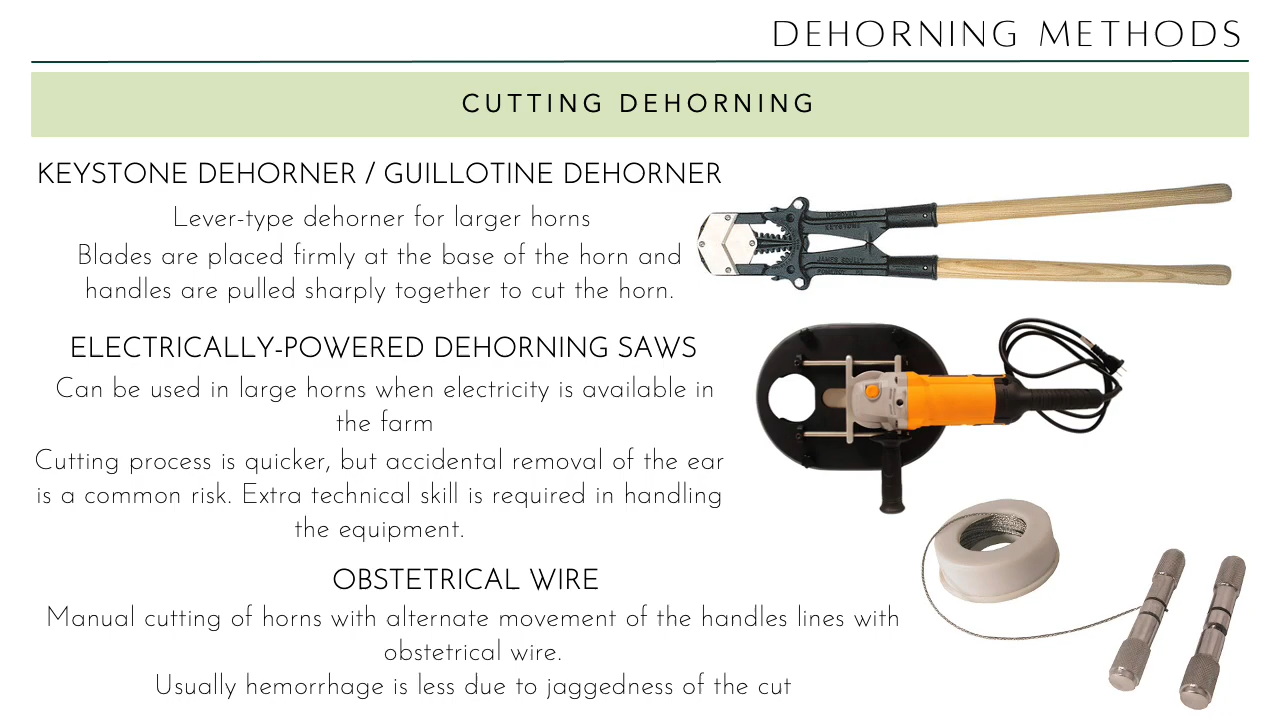 DEHORNING METHODS
CUTTING DEHORNING
KEYSTONE DEHORNER / GUILLOTINE DEHORNER
Lever-type dehorner for larger horns
Blades are placed firmly at the base of the horn and
handles are pulled sharply together to cut the horn.
KEYSTONE
JAMES SCULLY
ELECTRICALLY-POWERED DEHORNING SAWS
Can be used in large horns when electricity is available in
the farm
Cutting process is quicker, but accidental removal of the ear
is a common risk. Extra technical skill is required in handling
the equipment.
OBSTETRICAL WIRE
Manual cutting of horns with alternate movement of the handles lines with
obstetrical wire.
Usually hemorrhage is less due to jaggedness of the cut